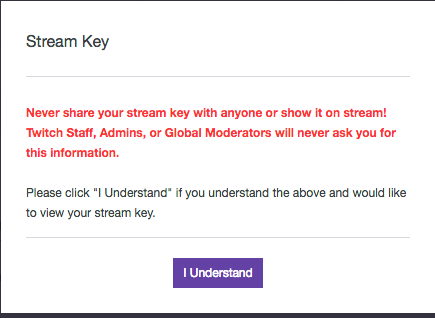 Stream Key
Never share your stream key with anyone or show it on stream!
Twitch Staff, Admins, or Global Moderators will never ask you for
this information.
Please click "I Understand" if you understand the above and would like
to view your stream key.
I Understand